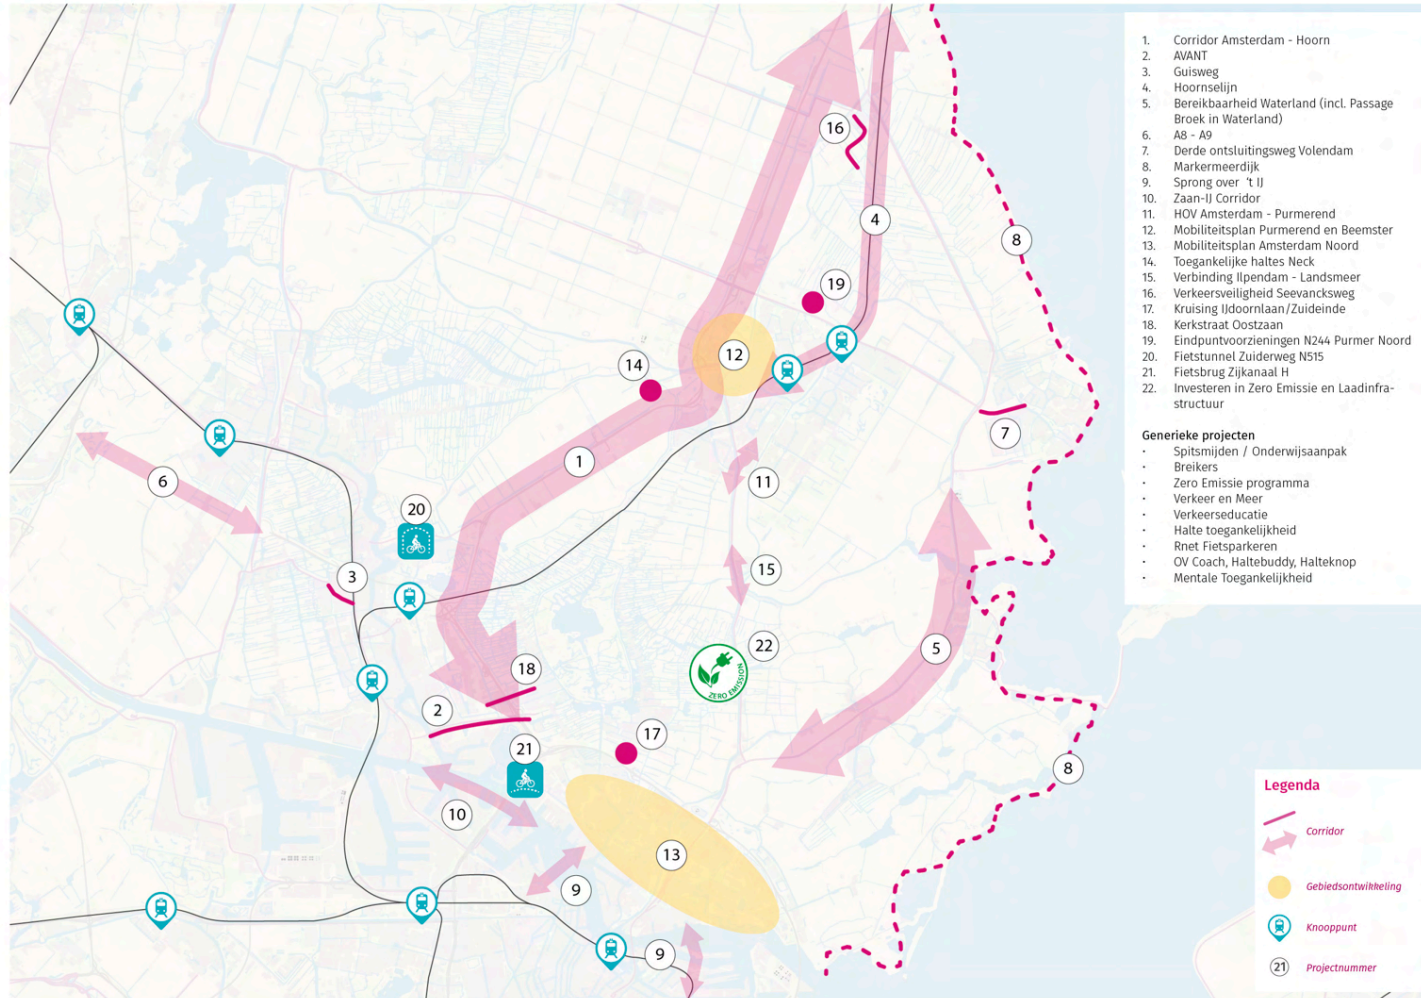 1. Corridor Amsterdam - Hoorn
2. AVANT
3. Guisweg
4. Hoornselijn
5. Bereikbaarheid Waterland (incl. Passage
Broek in Waterland)
6. A8 - A9
7. Derde ontsluitingsweg Volendam
8. Markermeerdijk
9. Sprong over 't IJ
10. Zaan-IJ Corridor
11. HOV Amsterdam - Purmerend
12. Mobiliteitsplan Purmerend en Beemster
13. Mobiliteitsplan Amsterdam Noord
14. Toegankelijke haltes Neck
15. Verbinding Ilpendam - Landsmeer
16. Verkeersveiligheid Seevancksweg
17. Kruising IJdoornlaan/Zuideinde
18. Kerkstraat Oostzaan
19. Eindpuntvoorzieningen N244 Purmer Noord
20. Fietstunnel Zuiderweg N515
21. Fietsbrug Zijkanaal H
22. Investeren in Zero Emissie en Laadinfra-
structuur
Generieke projecten
· Spitsmijden / Onderwijsaanpak
· Breikers
· Zero Emissie programma
· Verkeer en Meer
· Verkeerseducatie
· Halte toegankelijkheid
· Rnet Fietsparkeren
· OV Coach, Haltebuddy, Halteknop
· Mentale Toegankelijkheid
16
4
8
19
12
14
7
1
11
6
20
15
3
22
5
18
2
17
21
8
10
13
9
9
ZERO EMISSION
Legenda
Corridor
Gebiedsontwikkeling
Knooppunt
21 Projectnummer